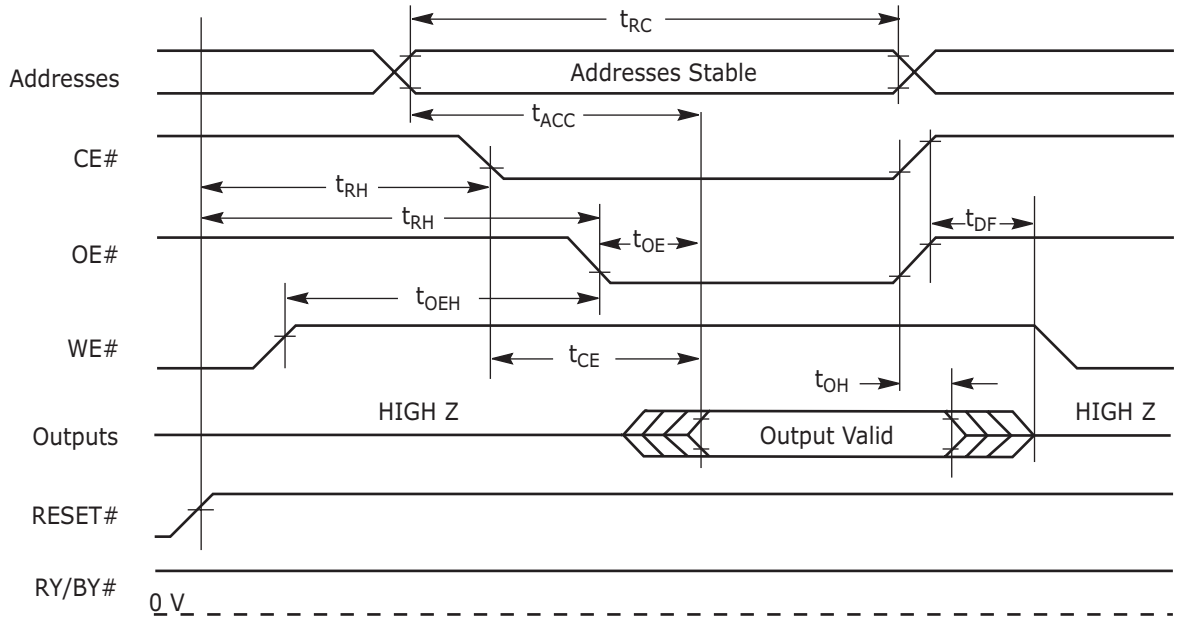 tRC
Addresses
Addresses Stable
tACC
CE#
tRH
tRH
tDF
OE#
tOE
tOEH
WE#
tCE
tOH
HIGH Z
HIGH Z
Outputs
Output Valid
RESET#
RY/BY#
0 V